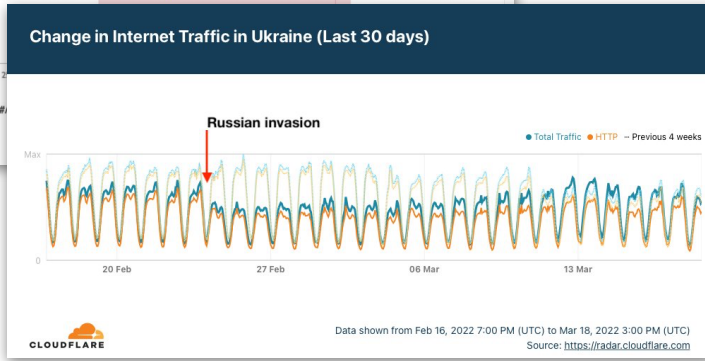 Change in Internet Traffic in Ukraine (Last 30 days)
Russian invasion
Total Traffic HTTP -- Previous 4 weeks
Max
0
20 Feb 27 Feb 06 Mar 13 Mar
CLOUDFLARE
Data shown from Feb 16, 2022 7:00 PM (UTC) to Mar 18, 2022 3:00 PM (UTC)
Source: https://radar.cloudflare.com